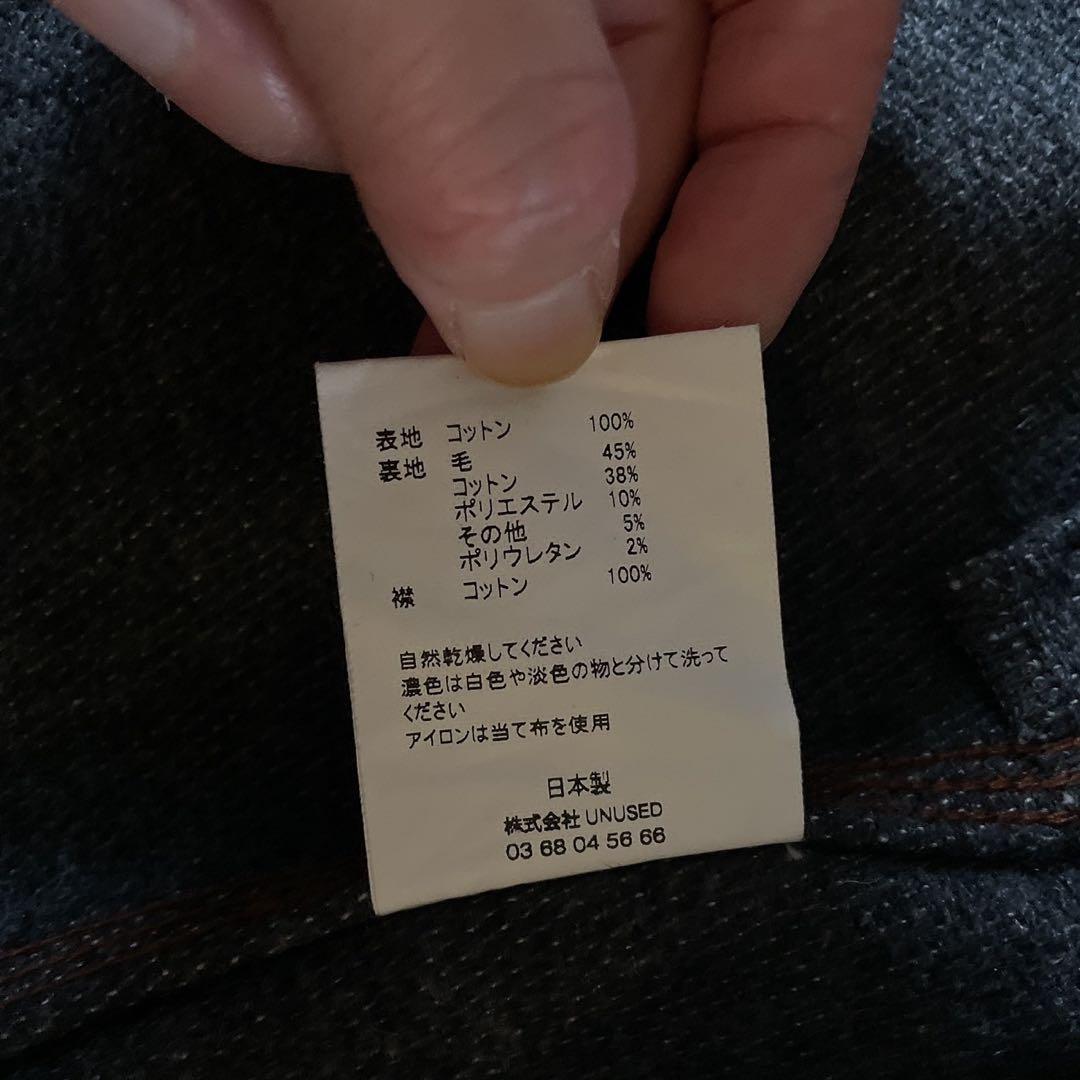 表地 コットン 100%
裏地 毛 45%
コットン 38%
ポリエステル 10%
その他 5%
ポリウレタン 2%
襟 コットン 100%
自然乾燥してください
濃色は白色や淡色の物と分けて洗って
ください
アイロンは当て布を使用
日本製
株式会社 UNUSED
03 68 04 56 66